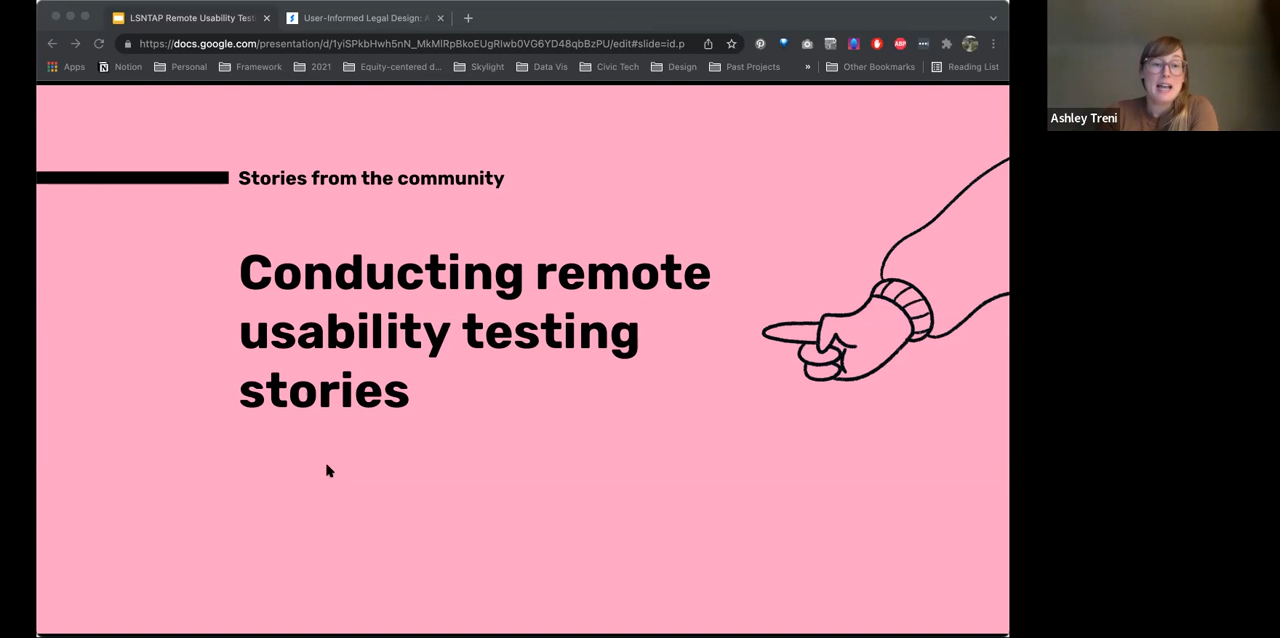 LSNTAP Remote Usability Test
User-Informed Legal Design: A
https://docs.google.com/presentation/d/1yiSPkbHwh5nN_MkMlRpBkoEUgRIwb0VG6YD48qbBzPU/edit#slide=id.p
Apps Notion Personal Framework 2021 Equity-centered d... Skylight Data Vis Civic Tech Design Past Projects » Other Bookmarks Reading List
Ashley Treni
Stories from the community
Conducting remote
usability testing
stories